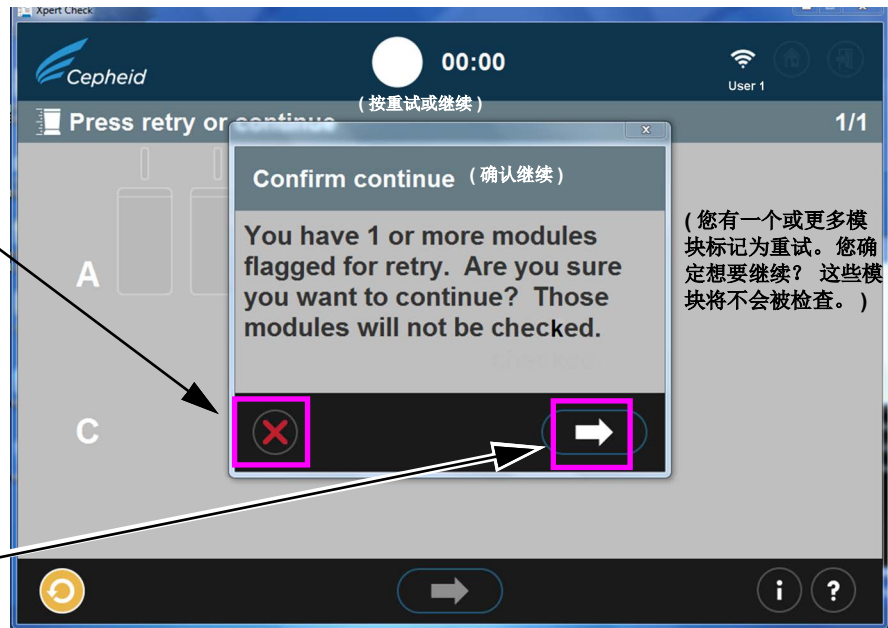 Xpert Check
Cepheid
00:00
User 1
(按重试或继续)
Press retry or continue
1/1
Confirm continue (确认继续)
You have 1 or more modules
flagged for retry. Are you sure
you want to continue? Those
modules will not be checked.
(您有一个或更多模
块标记为重试。您确
定想要继续? 这些模
块将不会被检查。)
A
C
i
?